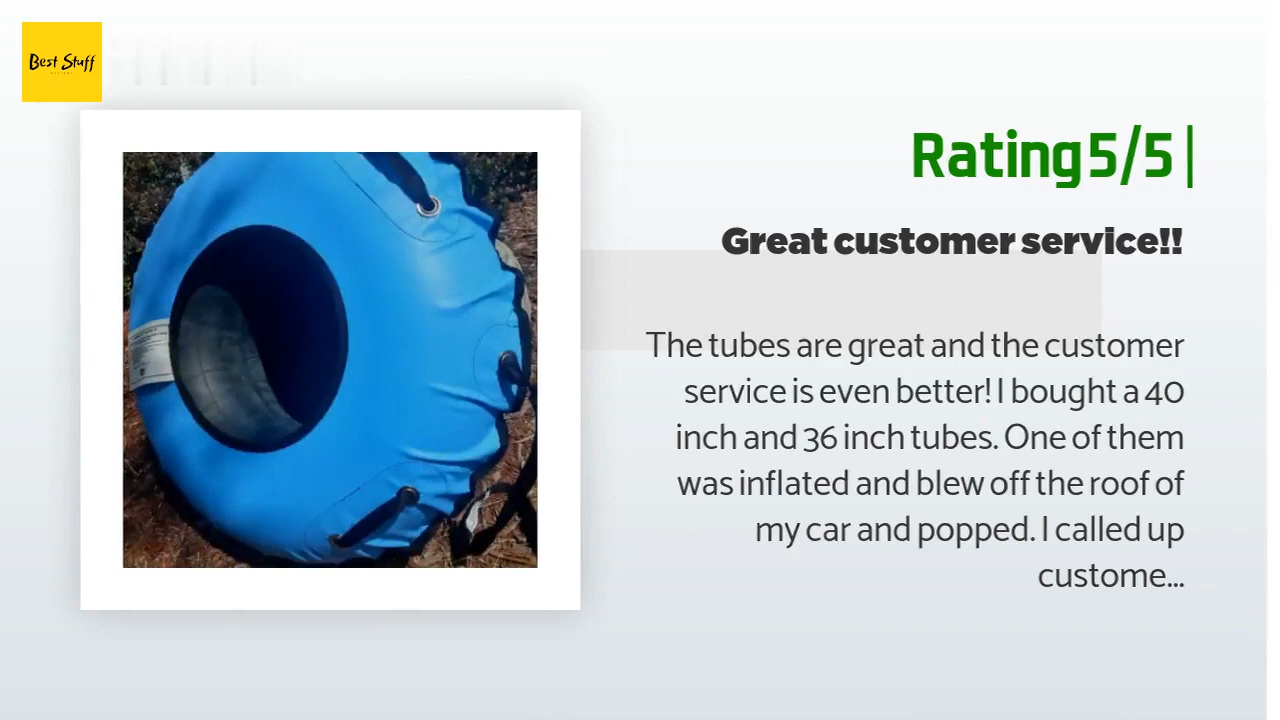 Best Stuff
Rating 5/5 |
Great customer service!!
The tubes are great and the customer
service is even better! I bought a 40
inch and 36 inch tubes. One of them
was inflated and blew off the roof of
my car and popped. I called up
custome...